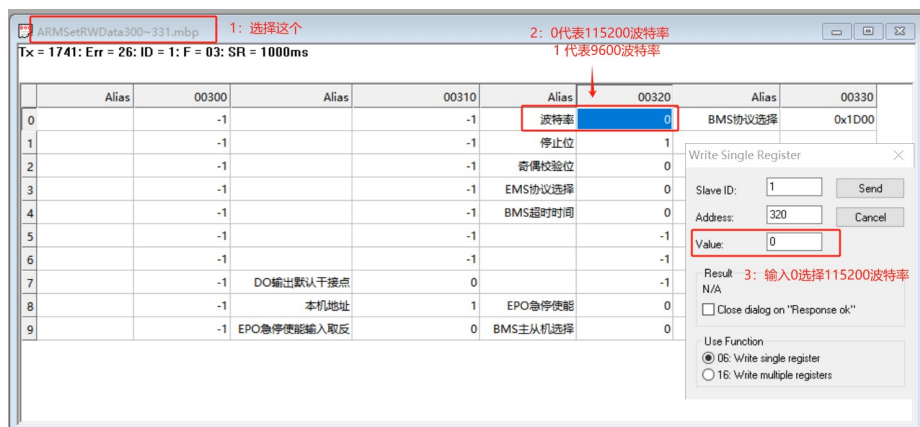 ARMSetRWData300~331.mbp
1：选择这个
2：0代表115200波特率
1 代表9600波特率
Tx = 1741: Err = 26: ID = 1: F = 03: SR = 1000ms
Alias 00300 Alias 00310 Alias 00320 Alias 00330
0 -1 -1 波特率 0 BMS协议选择 0x1D00
1 -1 -1 停止位 1
2 -1 -1 奇偶校验位 0
3 -1 -1 EMS协议选择 0
4 -1 -1 BMS超时时间 0
5 -1 -1 -1
6 -1 -1 -1
7 -1 DO输出默认干接点 0 -1
8 -1 本机地址 1 EPO急停使能 0
9 -1 EPO急停使能输入取反 0 BMS主从机选择 0
Write Single Register
Slave ID: 1 Send
Address: 320 Cancel
Value: 0
3：输入0选择115200波特率
Result
N/A
Close dialog on "Response ok"
Use Function
06: Write single register
16: Write multiple registers